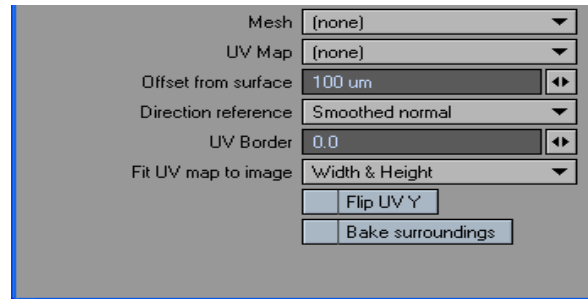 Mesh (none)
UV Map (none)
Offset from surface 100 um
Direction reference Smoothed normal
UV Border 0.0
Fit UV map to image Width & Height
Flip UV Y
Bake surroundings